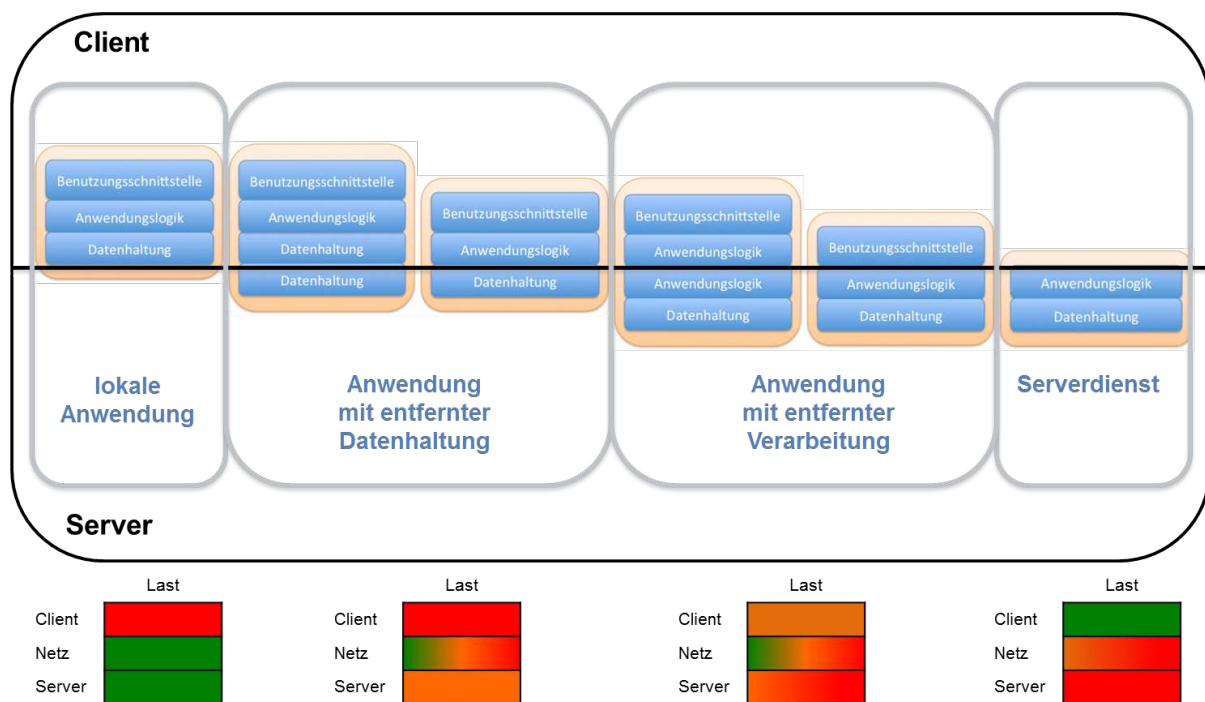 Client
Benutzungsschnittstelle
Anwendungslogik
Datenhaltung
Benutzungsschnittstelle
Anwendungslogik
Datenhaltung
Datenhaltung
Benutzungsschnittstelle
Anwendungslogik
Datenhaltung
Benutzungsschnittstelle
Anwendungslogik
Anwendungslogik
Datenhaltung
Benutzungsschnittstelle
Anwendungslogik
Datenhaltung
Anwendungslogik
Datenhaltung
lokale
Anwendung
Anwendung
mit entfernter
Datenhaltung
Anwendung
mit entfernter
Verarbeitung
Serverdienst
Server
Last
Client
Netz
Server
Last
Client
Netz
Server
Last
Client
Netz
Server
Last
Client
Netz
Server